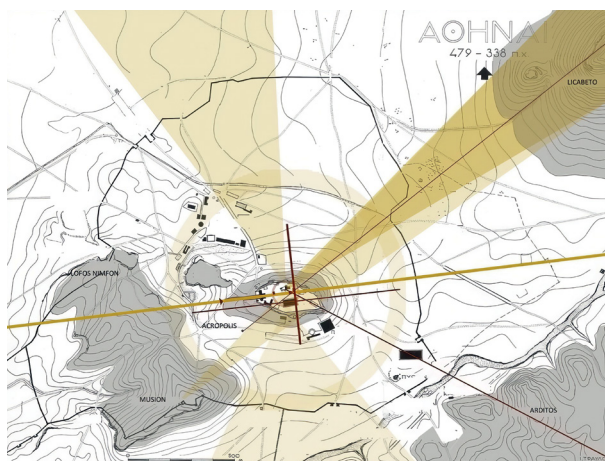 ΑΘΗΝΑΙ
479 – 338 π.χ.
LICABETO
LOFOS NIMFON
ACROPOLIS
MUSION
ARDITOS